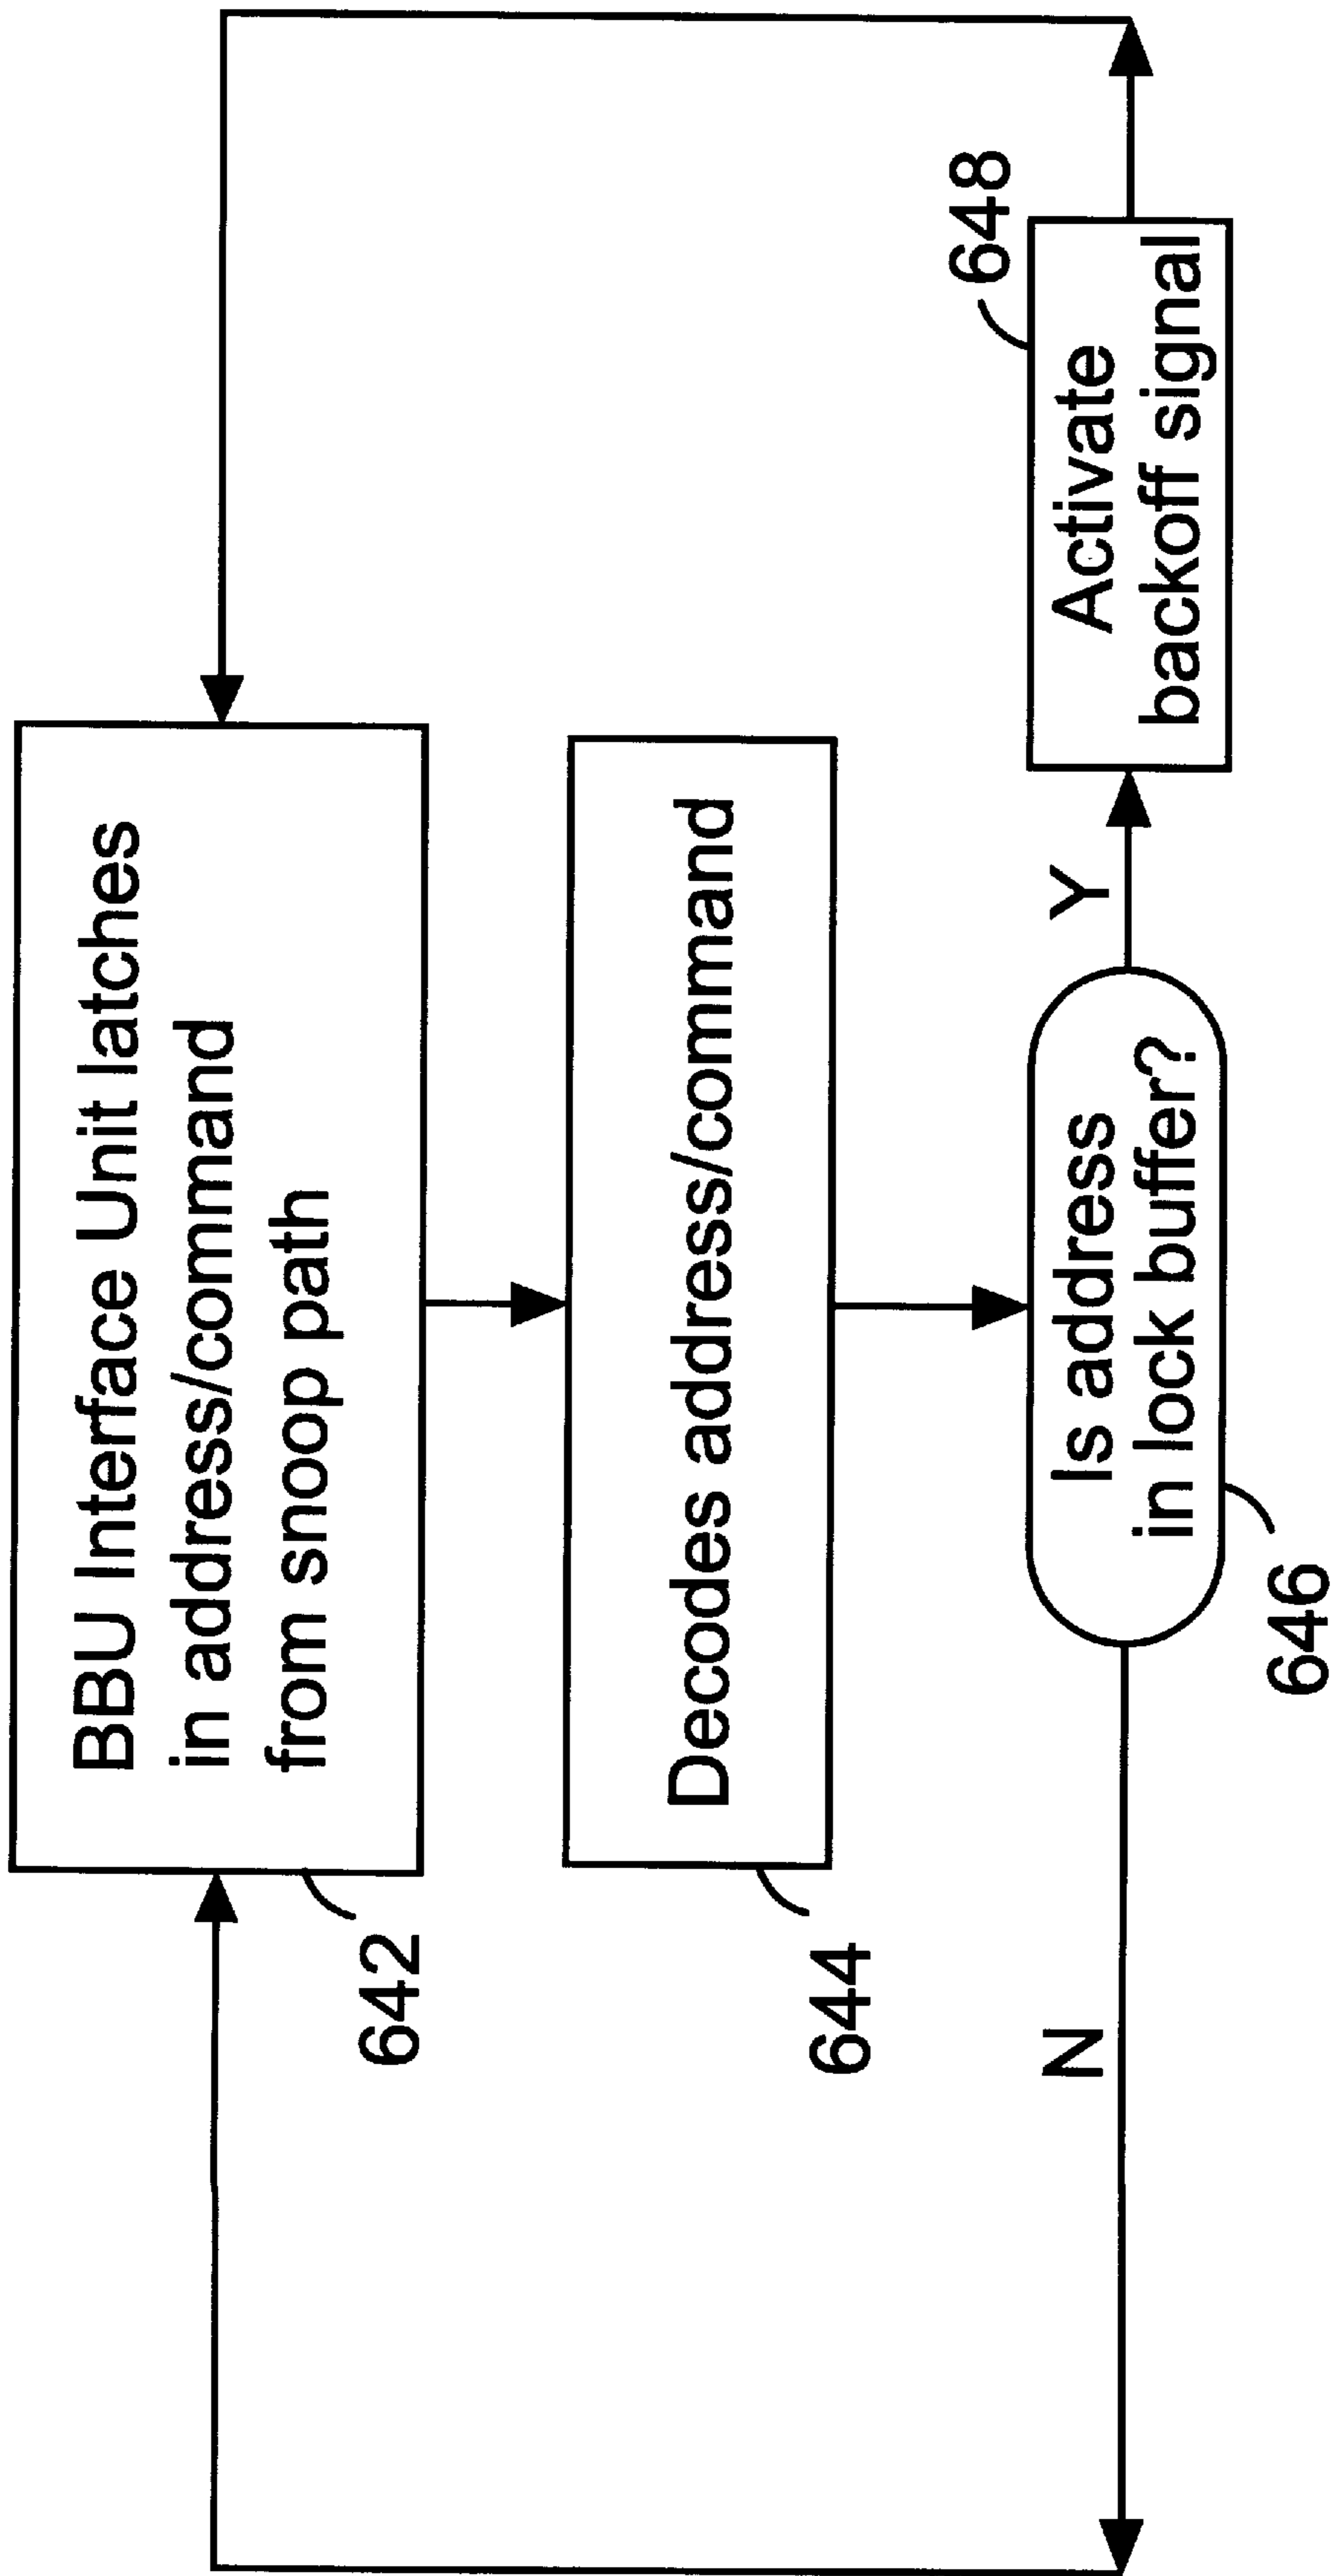 BBU Interface Unit latches
in address/command
from snoop path
642
Decodes address/command
644
Is address
in lock buffer?
646
N
Y
Activate
backoff signal
648